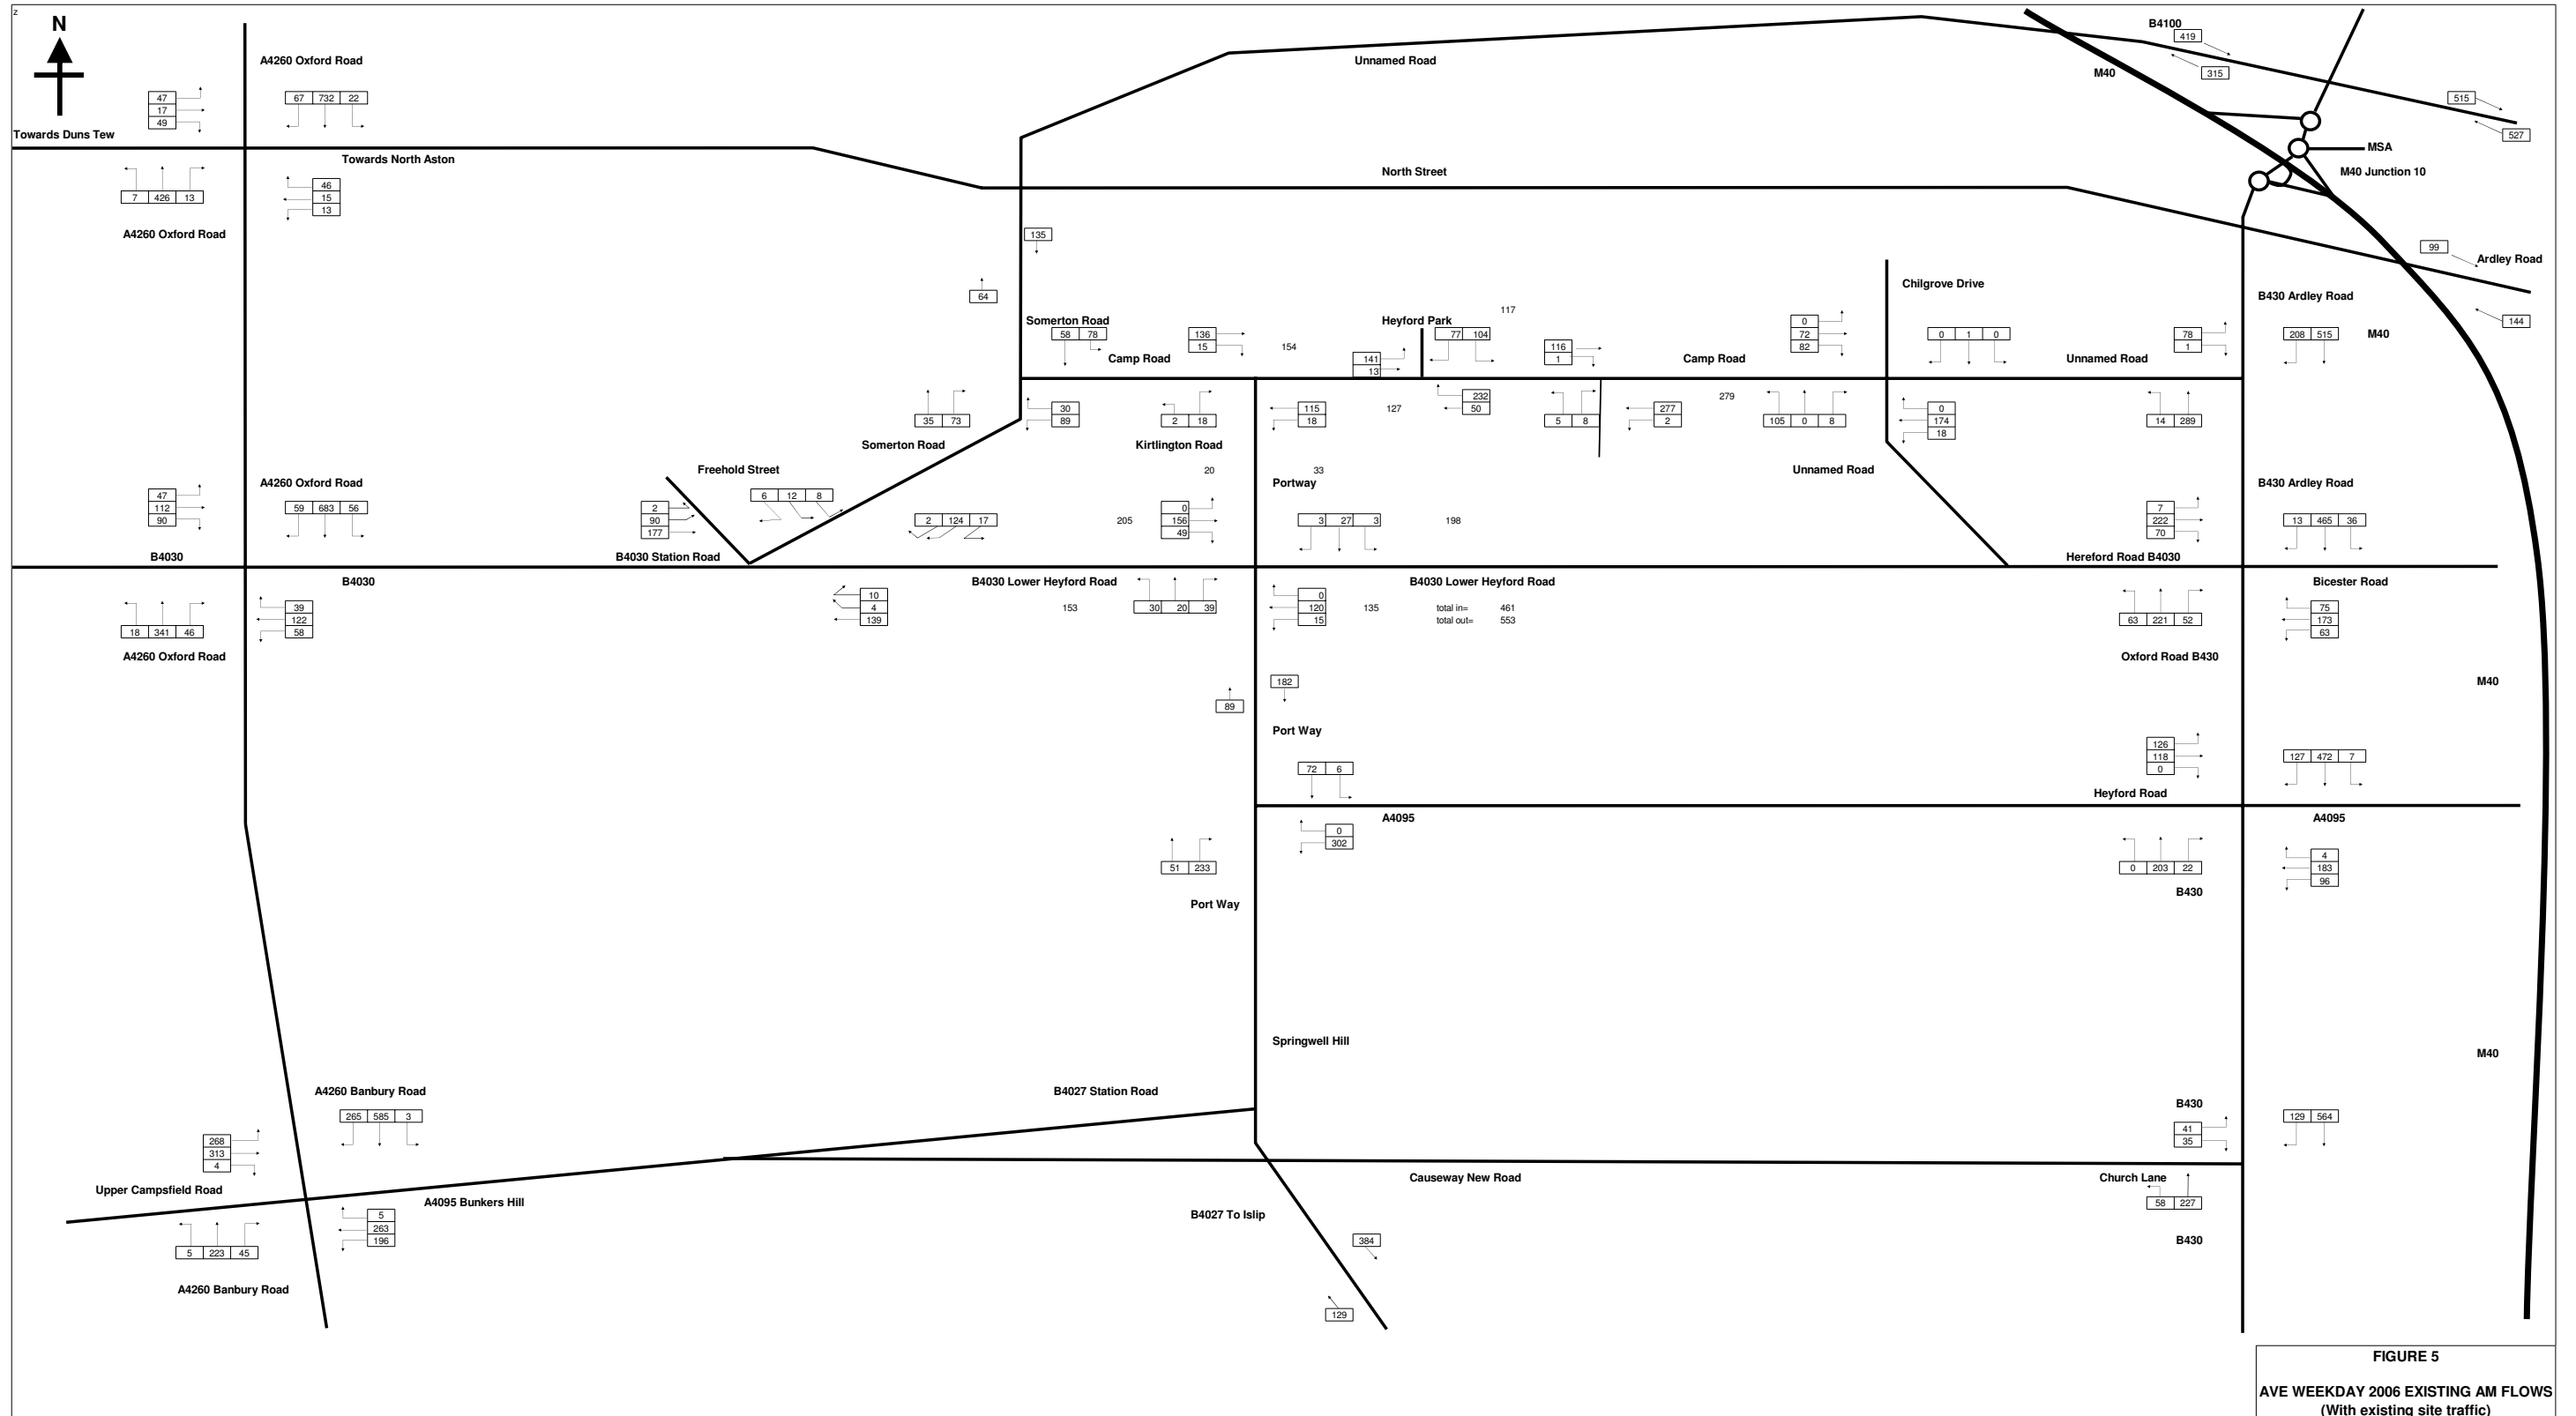 z
N
B4100
419
A4260 Oxford Road
Unnamed Road
M40
315
47
17
49
67 732 22
515
527
Towards Duns Tew
Towards North Aston
MSA
North Street
M40 Junction 10
7 426 13
46
15
13
A4260 Oxford Road
135
99
Ardley Road
64
Chilgrove Drive
B430 Ardley Road
117
Somerton Road
Heyford Park
144
58 78
136
15
154
77 104
0
72
82
0 1 0
78
1
208 515
M40
Camp Road
141
13
116
1
Camp Road
Unnamed Road
35 73
30
89
2 18
115
18
127
232
50
5 8
277
2
279
105 0 8
0
174
18
14 289
Somerton Road
Kirtlington Road
Freehold Street
20
33
Unnamed Road
A4260 Oxford Road
Portway
B430 Ardley Road
47
112
90
59 683 56
2
90
177
6 12 8
2 124 17
205
0
156
49
3 27 3
198
7
222
70
13 465 36
B4030
B4030 Station Road
Hereford Road B4030
B4030
B4030 Lower Heyford Road
B4030 Lower Heyford Road
Bicester Road
18 341 46
39
122
58
10
4
139
153
30 20 39
0
120
15
135
total in= 461
total out= 553
63 221 52
75
173
63
A4260 Oxford Road
Oxford Road B430
182
M40
89
Port Way
126
118
0
72 6
127 472 7
Heyford Road
A4095
A4095
0
302
51 233
0 203 22
4
183
96
Port Way
B430
Springwell Hill
M40
A4260 Banbury Road
B4027 Station Road
B430
265 585 3
129 564
268
313
4
41
35
Upper Campsfield Road
Causeway New Road
Church Lane
A4095 Bunkers Hill
58 227
B4027 To Islip
5
263
196
5 223 45
384
B430
A4260 Banbury Road
129
FIGURE 5
AVE WEEKDAY 2006 EXISTING AM FLOWS
(With existing site traffic)